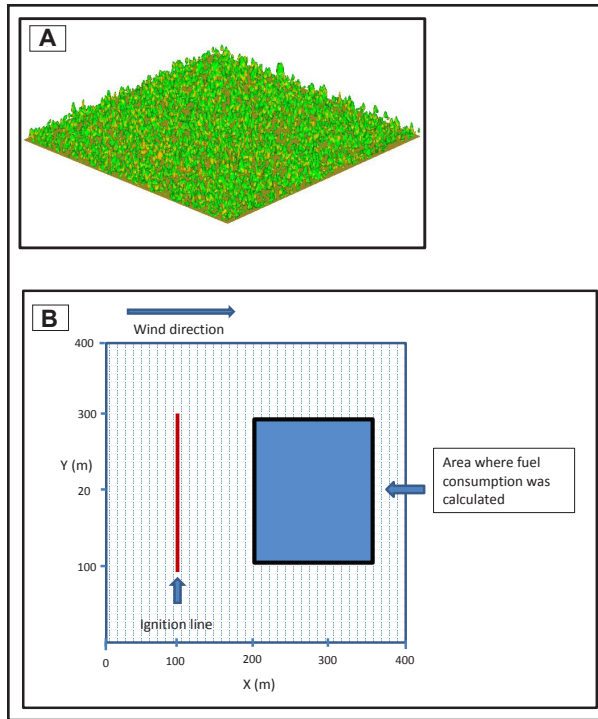 A
B
Wind direction
400
300
Y (m)
20
100
Area where fuel
consumption was
calculated
Ignition line
0
100
200
300
400
X (m)